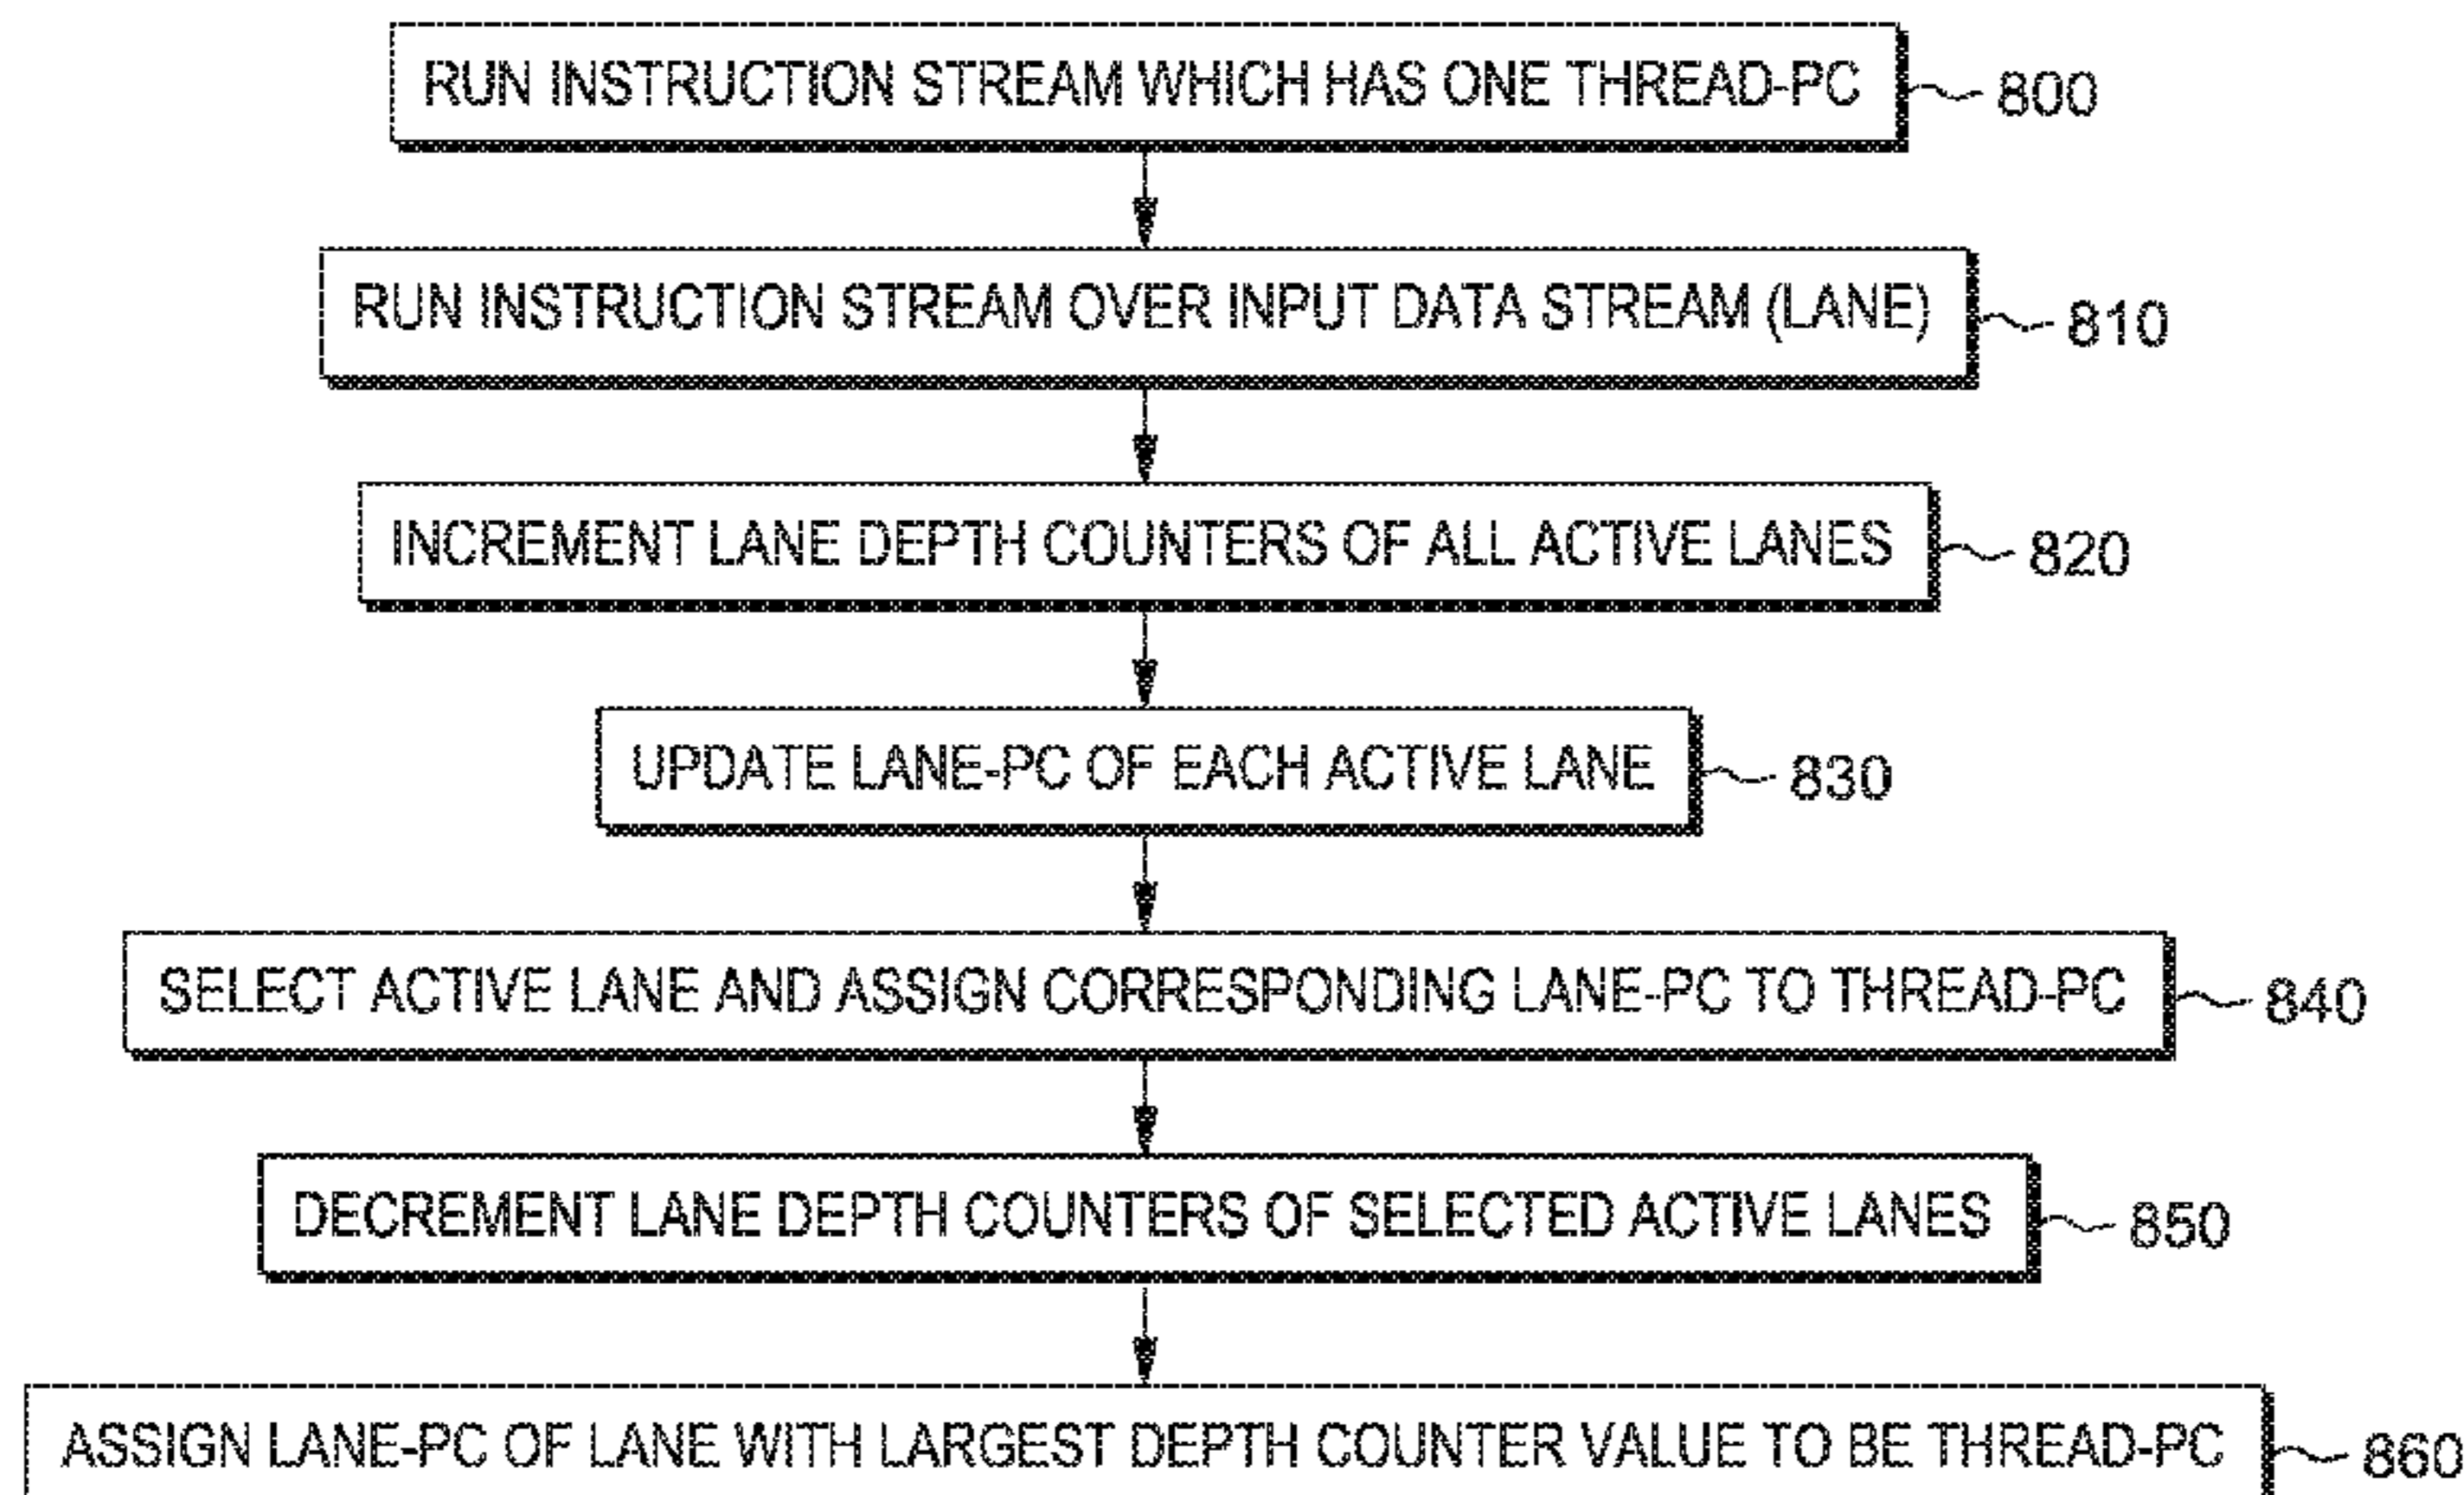 RUN INSTRUCTION STREAM WHICH HAS ONE THREAD-PC 800
RUN INSTRUCTION STREAM OVER INPUT DATA STREAM (LANE) 810
INCREMENT LANE DEPTH COUNTERS OF ALL ACTIVE LANES 820
UPDATE LANE-PC OF EACH ACTIVE LANE 830
SELECT ACTIVE LANE AND ASSIGN CORRESPONDING LANE-PC TO THREAD-PC 840
DECREMENT LANE DEPTH COUNTERS OF SELECTED ACTIVE LANES 850
ASSIGN LANE-PC OF LANE WITH LARGEST DEPTH COUNTER VALUE TO BE THREAD-PC 860